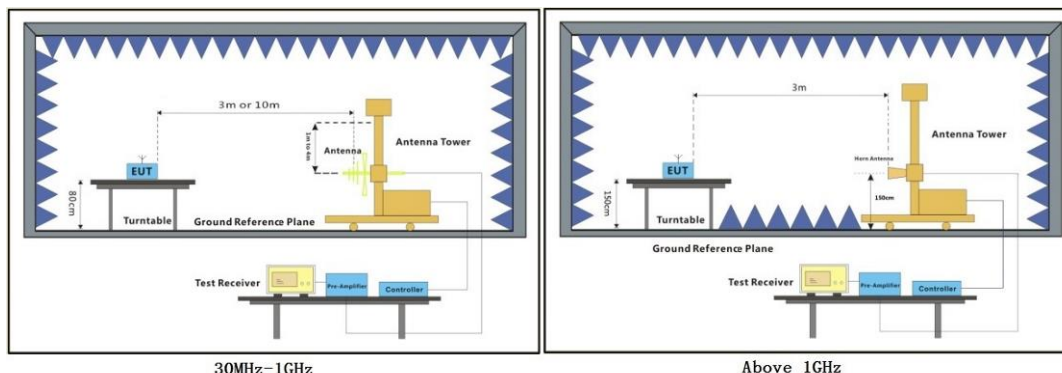 3m or 10m
1m to 4m
Antenna
Antenna Tower
EUT
80cm
Turntable
Ground Reference Plane
Test Receiver
Pre-Amplifier
Controller
30MHz-1GHz
3m
Antenna Tower
Horn Antenna
EUT
150cm
150cm
Turntable
Ground Reference Plane
Test Receiver
Pre-Amplifier
Controller
Above 1GHz